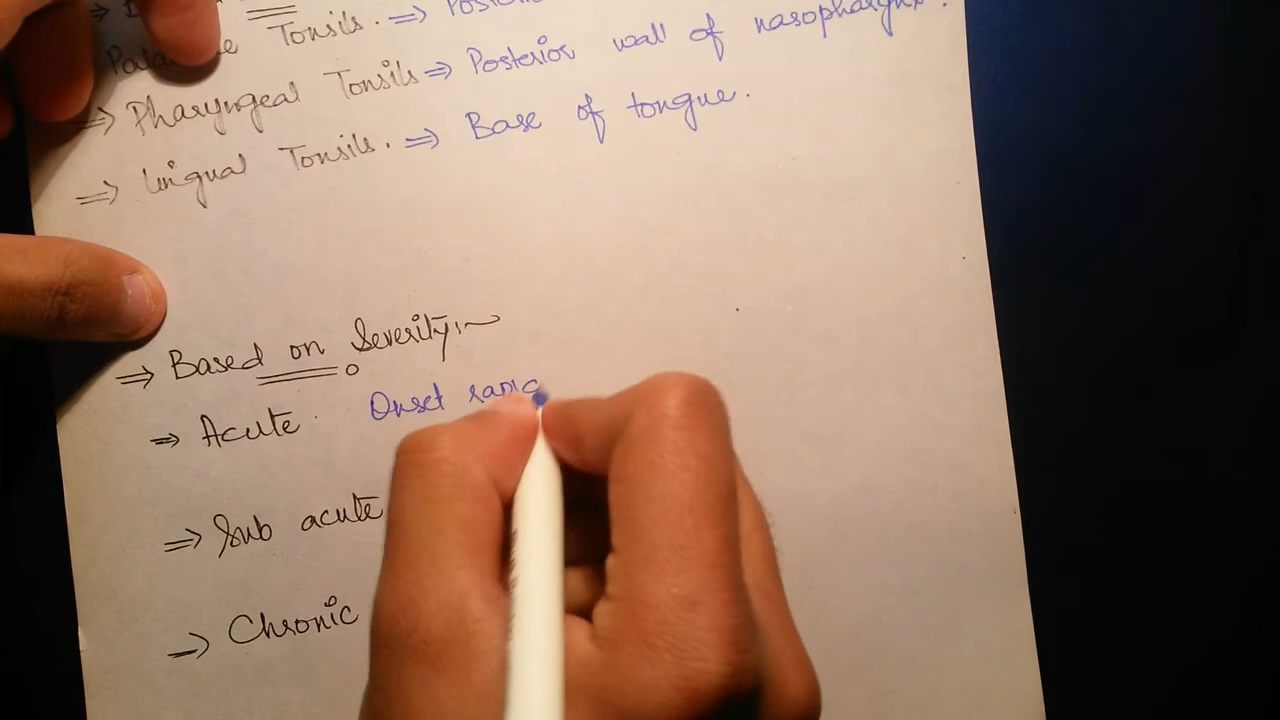 Tonsils. ⇒
⇒ Pharyngeal Tonsils ⇒ Posterior wall of nasopharynx.
⇒ Lingual Tonsils. ⇒ Base of tongue.
⇒ Based on Severity:~
⇒ Acute. Onset
⇒ Sub acute
⇒ Chronic